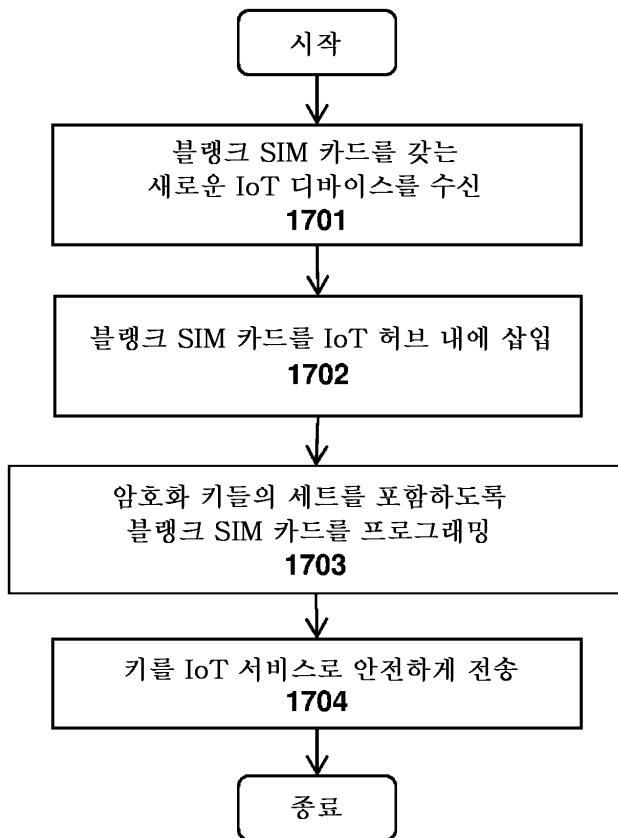 시작
블랭크 SIM 카드를 갖는
새로운 IoT 디바이스를 수신
1701
블랭크 SIM 카드를 IoT 허브 내에 삽입
1702
암호화 키들의 세트를 포함하도록
블랭크 SIM 카드를 프로그래밍
1703
키를 IoT 서비스로 안전하게 전송
1704
종료